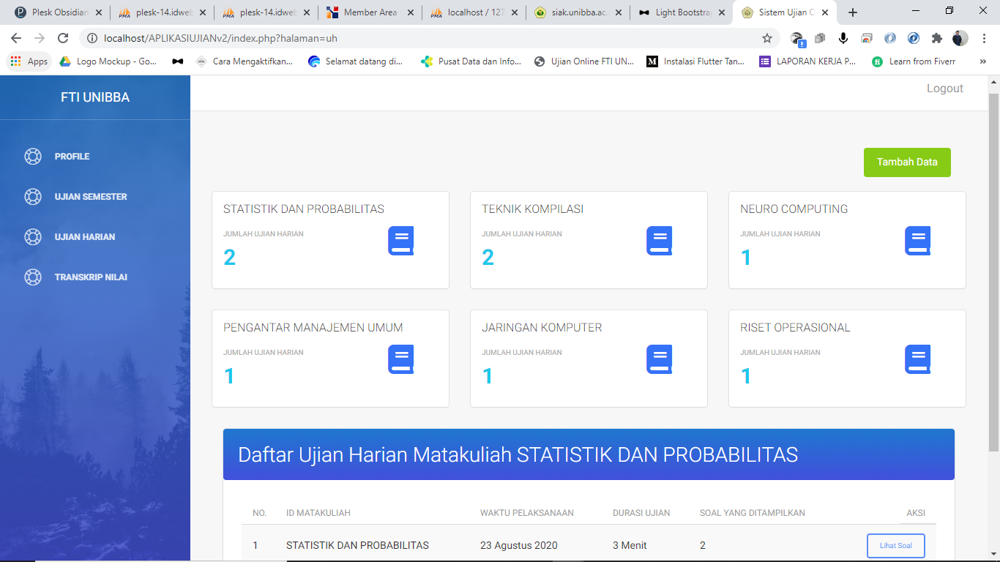 Plesk Obsidian
plesk-14.idweb
plesk-14.idweb
Member Area
localhost / 127
siak.unibba.ac.
Light Bootstrap
Sistem Ujian O
localhost/APLIKASIUJIANv2/index.php?halaman=uh
Apps
Logo Mockup - Go...
Cara Mengaktifkan...
Selamat datang di...
Pusat Data dan Info...
Ujian Online FTI UN...
Instalasi Flutter Tan...
LAPORAN KERJA P...
Learn from Fiverr
»
FTI UNIBBA
Logout
PROFILE
UJIAN SEMESTER
UJIAN HARIAN
TRANSKRIP NILAI
Tambah Data
STATISTIK DAN PROBABILITAS
JUMLAH UJIAN HARIAN
2
TEKNIK KOMPILASI
JUMLAH UJIAN HARIAN
2
NEURO COMPUTING
JUMLAH UJIAN HARIAN
1
PENGANTAR MANAJEMEN UMUM
JUMLAH UJIAN HARIAN
1
JARINGAN KOMPUTER
JUMLAH UJIAN HARIAN
1
RISET OPERASIONAL
JUMLAH UJIAN HARIAN
1
Daftar Ujian Harian Matakuliah STATISTIK DAN PROBABILITAS
NO. ID MATAKULIAH WAKTU PELAKSANAAN DURASI UJIAN SOAL YANG DITAMPILKAN AKSI
1 STATISTIK DAN PROBABILITAS 23 Agustus 2020 3 Menit 2 Lihat Soal